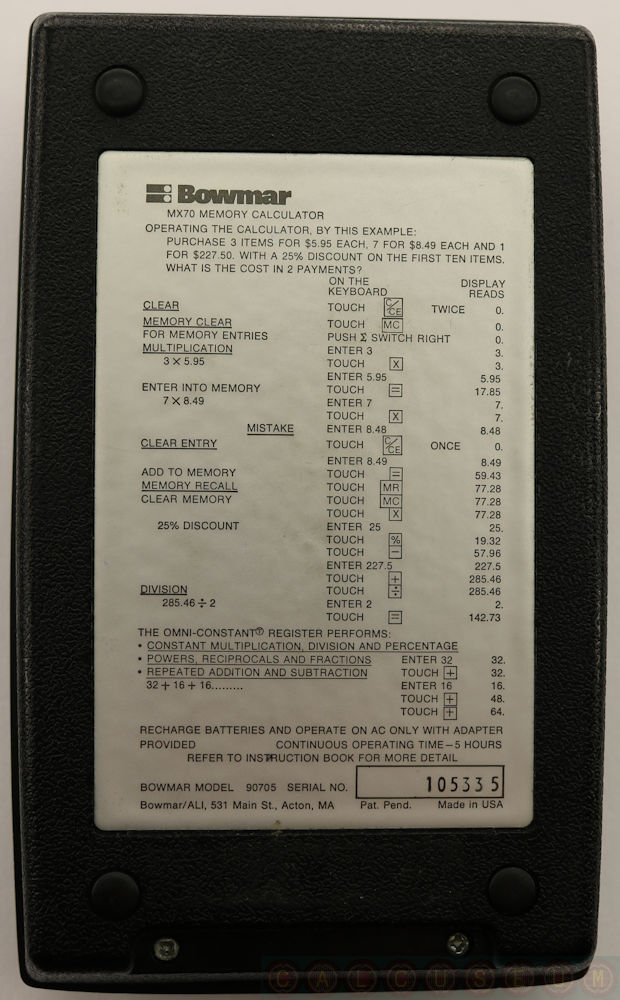 Bowmar
MX70 MEMORY CALCULATOR
OPERATING THE CALCULATOR, BY THIS EXAMPLE:
PURCHASE 3 ITEMS FOR $5.95 EACH, 7 FOR $8.49 EACH AND 1
FOR $227.50. WITH A 25% DISCOUNT ON THE FIRST TEN ITEMS.
WHAT IS THE COST IN 2 PAYMENTS?
ON THE KEYBOARD DISPLAY READS
CLEAR TOUCH C/CE TWICE 0.
MEMORY CLEAR TOUCH MC 0.
FOR MEMORY ENTRIES PUSH Σ SWITCH RIGHT 0.
MULTIPLICATION ENTER 3 3.
3 X 5.95 TOUCH X 3.
ENTER 5.95 5.95
ENTER INTO MEMORY TOUCH = 17.85
7 X 8.49 ENTER 7 7.
TOUCH X 7.
MISTAKE ENTER 8.48 8.48
CLEAR ENTRY TOUCH C/CE ONCE 0.
ENTER 8.49 8.49
ADD TO MEMORY TOUCH = 59.43
MEMORY RECALL TOUCH MR 77.28
CLEAR MEMORY TOUCH MC 77.28
TOUCH X 77.28
25% DISCOUNT ENTER 25 25.
TOUCH % 19.32
TOUCH − 57.96
ENTER 227.5 227.5
TOUCH + 285.46
DIVISION TOUCH ÷ 285.46
285.46 ÷ 2 ENTER 2 2.
TOUCH = 142.73
THE OMNI-CONSTANT Ⓣ REGISTER PERFORMS:
• CONSTANT MULTIPLICATION, DIVISION AND PERCENTAGE
• POWERS, RECIPROCALS AND FRACTIONS ENTER 32 32.
• REPEATED ADDITION AND SUBTRACTION TOUCH + 32.
32 + 16 + 16......... ENTER 16 16.
TOUCH + 48.
TOUCH + 64.
RECHARGE BATTERIES AND OPERATE ON AC ONLY WITH ADAPTER
PROVIDED CONTINUOUS OPERATING TIME—5 HOURS
REFER TO INSTRUCTION BOOK FOR MORE DETAIL
BOWMAR MODEL 90705 SERIAL NO. 105335
Bowmar/ALI, 531 Main St., Acton, MA Pat. Pend. Made in USA
CALCUSEUM